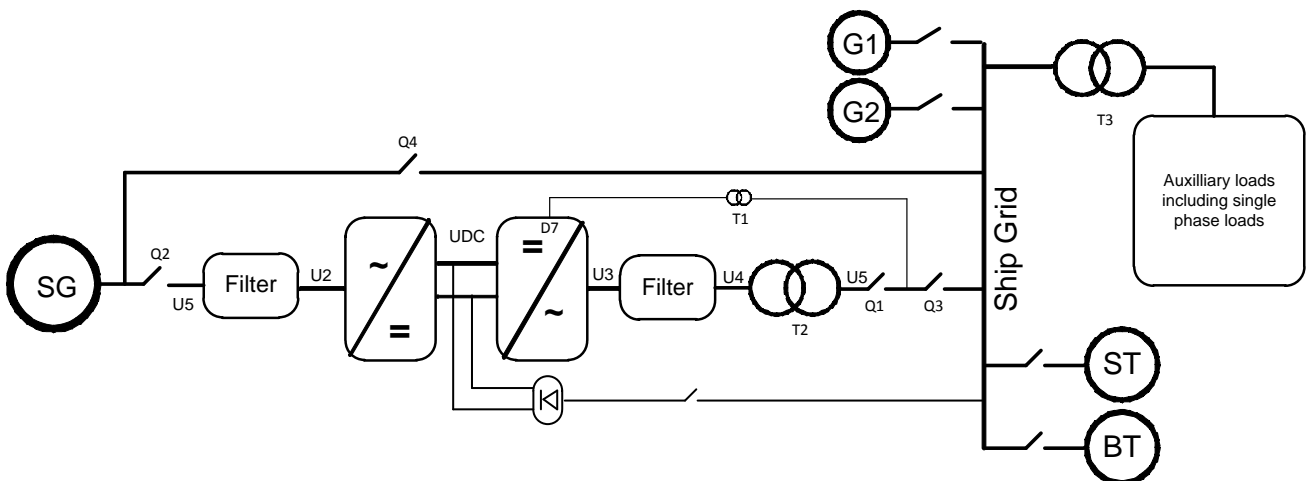 G1
G2
T3
Auxilliary loads
including single
phase loads
Q4
Ship Grid
D7
T1
UDC
SG
Q2
U5
Filter
U2
~
=
=
~
U3
Filter
U4
T2
U5
Q1
Q3
ST
BT